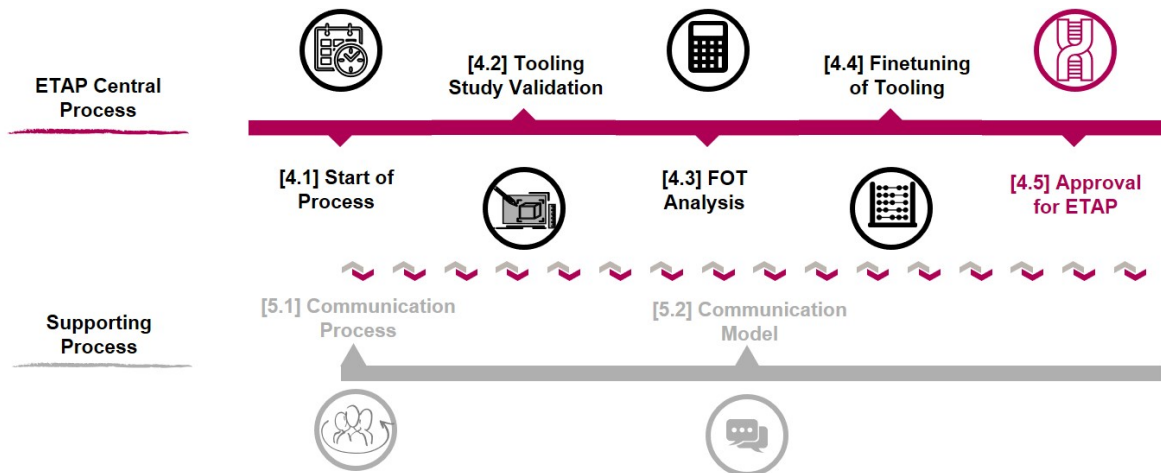 ETAP Central
Process
[4.1] Start of
Process
[4.2] Tooling
Study Validation
[4.3] FOT
Analysis
[4.4] Finetuning
of Tooling
[4.5] Approval
for ETAP
Supporting
Process
[5.1] Communication
Process
[5.2] Communication
Model